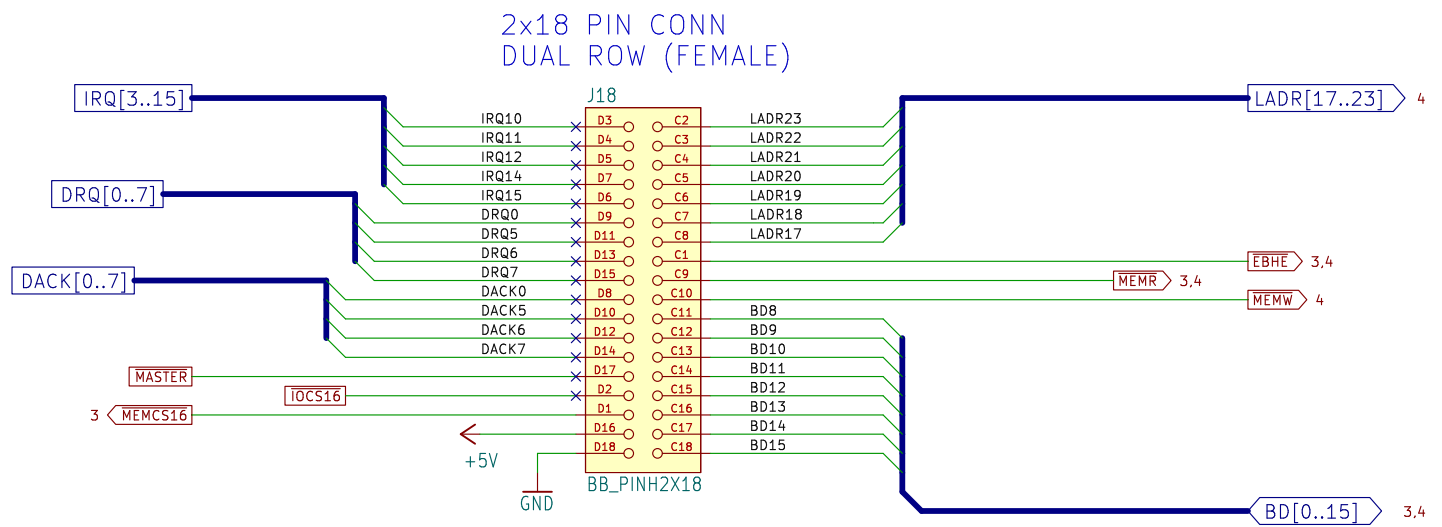 2x18 PIN CONN
DUAL ROW (FEMALE)
IRQ[3..15]
J18
LADR[17..23] 4
IRQ10 D3 C2 LADR23
IRQ11 D4 C3 LADR22
IRQ12 D5 C4 LADR21
IRQ14 D7 C5 LADR20
DRQ[0..7]
IRQ15 D6 C6 LADR19
DRQ0 D9 C7 LADR18
DRQ5 D11 C8 LADR17
DRQ6 D13 C1 EBHE 3,4
DACK[0..7]
DRQ7 D15 C9 MEMR 3,4
DACK0 D8 C10 MEMW 4
DACK5 D10 C11 BD8
DACK6 D12 C12 BD9
DACK7 D14 C13 BD10
MASTER D17 C14 BD11
IOCS16 D2 C15 BD12
3 MEMCS16 D1 C16 BD13
D16 C17 BD14
+5V
D18 C18 BD15
BB_PINH2X18
GND
BD[0..15] 3,4